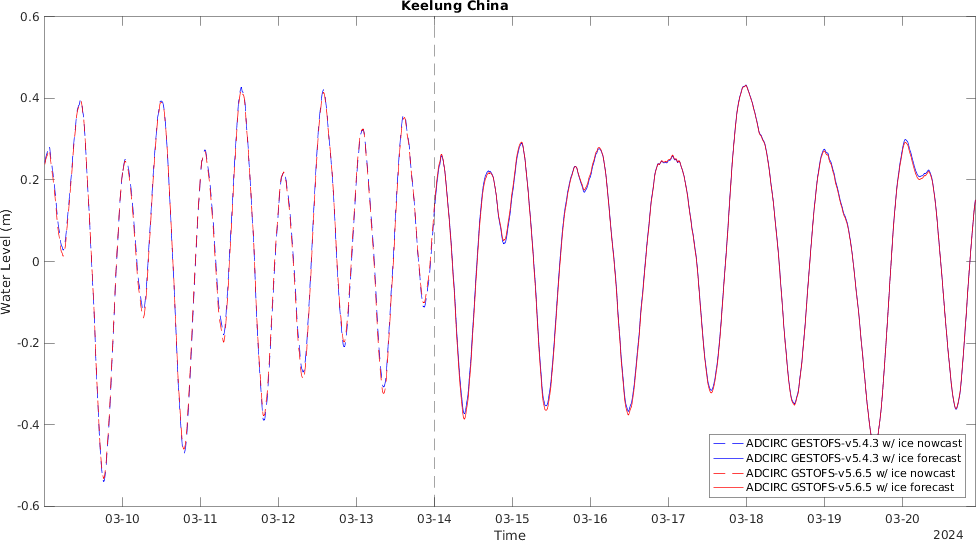 Keelung China
0.6
0.4
0.2
0
-0.2
-0.4
-0.6
Water Level (m)
03-10 03-11 03-12 03-13 03-14 03-15 03-16 03-17 03-18 03-19 03-20
Time
2024
ADCIRC GESTOFS-v5.4.3 w/ ice nowcast
ADCIRC GESTOFS-v5.4.3 w/ ice forecast
ADCIRC GSTOFS-v5.6.5 w/ ice nowcast
ADCIRC GSTOFS-v5.6.5 w/ ice forecast